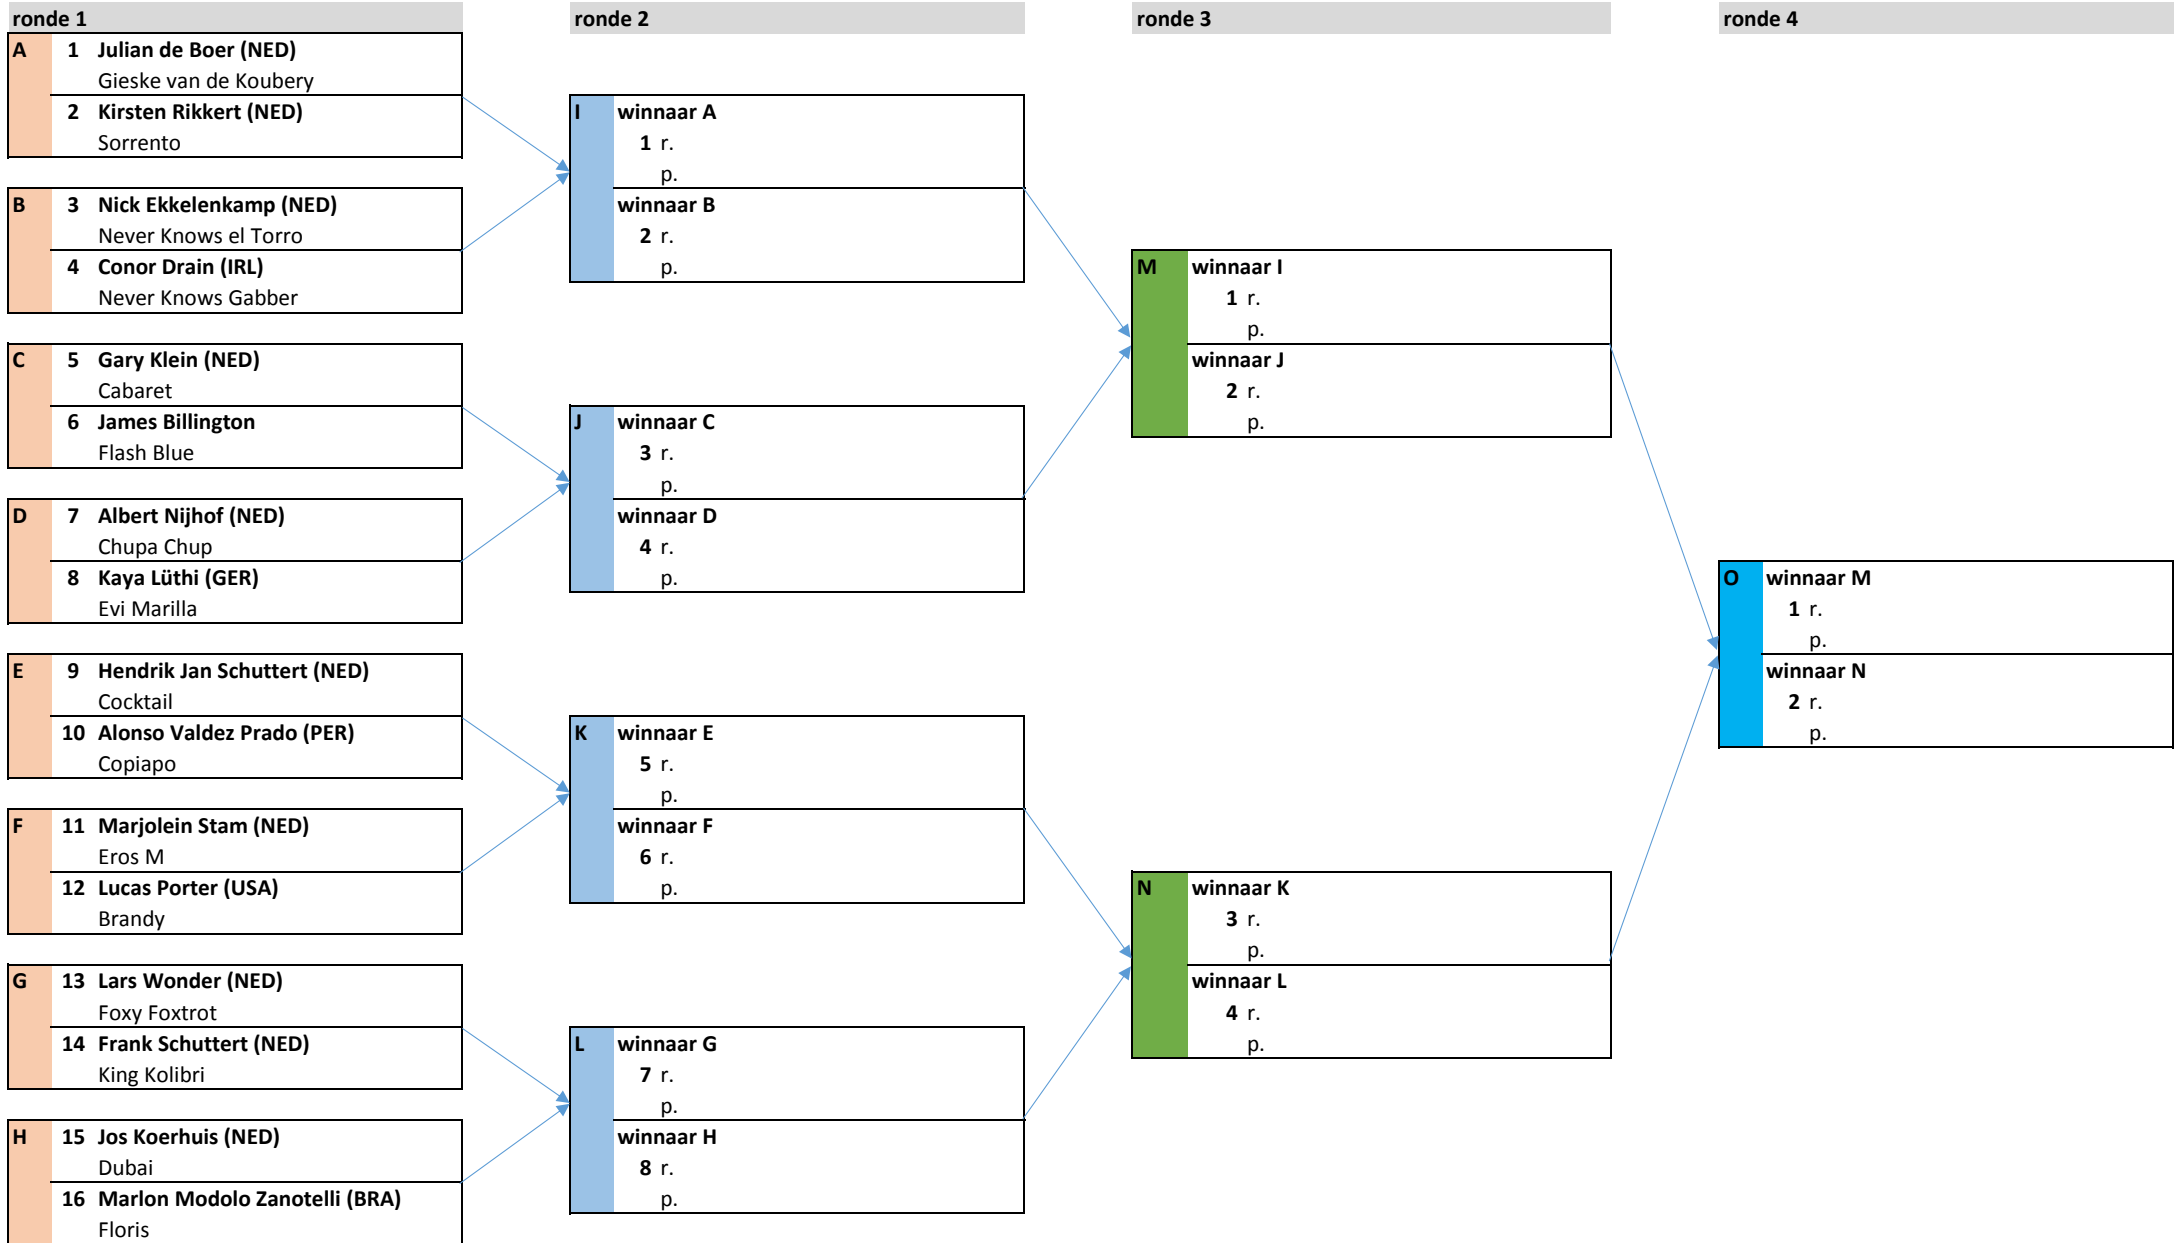 ronde 1
A 1 Julian de Boer (NED)
Gieske van de Koubery
2 Kirsten Rikkert (NED)
Sorrento
B 3 Nick Ekkelenkamp (NED)
Never Knows el Torro
4 Conor Drain (IRL)
Never Knows Gabber
C 5 Gary Klein (NED)
Cabaret
6 James Billington
Flash Blue
D 7 Albert Nijhof (NED)
Chupa Chup
8 Kaya Lüthi (GER)
Evi Marilla
E 9 Hendrik Jan Schuttert (NED)
Cocktail
10 Alonso Valdez Prado (PER)
Copiapo
F 11 Marjolein Stam (NED)
Eros M
12 Lucas Porter (USA)
Brandy
G 13 Lars Wonder (NED)
Foxy Foxtrot
14 Frank Schuttert (NED)
King Kolibri
H 15 Jos Koerhuis (NED)
Dubai
16 Marlon Modolo Zanotelli (BRA)
Floris
ronde 2
I winnaar A
1 r.
p.
winnaar B
2 r.
p.
J winnaar C
3 r.
p.
winnaar D
4 r.
p.
K winnaar E
5 r.
p.
winnaar F
6 r.
p.
L winnaar G
7 r.
p.
winnaar H
8 r.
p.
ronde 3
M winnaar I
1 r.
p.
winnaar J
2 r.
p.
N winnaar K
3 r.
p.
winnaar L
4 r.
p.
ronde 4
O winnaar M
1 r.
p.
winnaar N
2 r.
p.